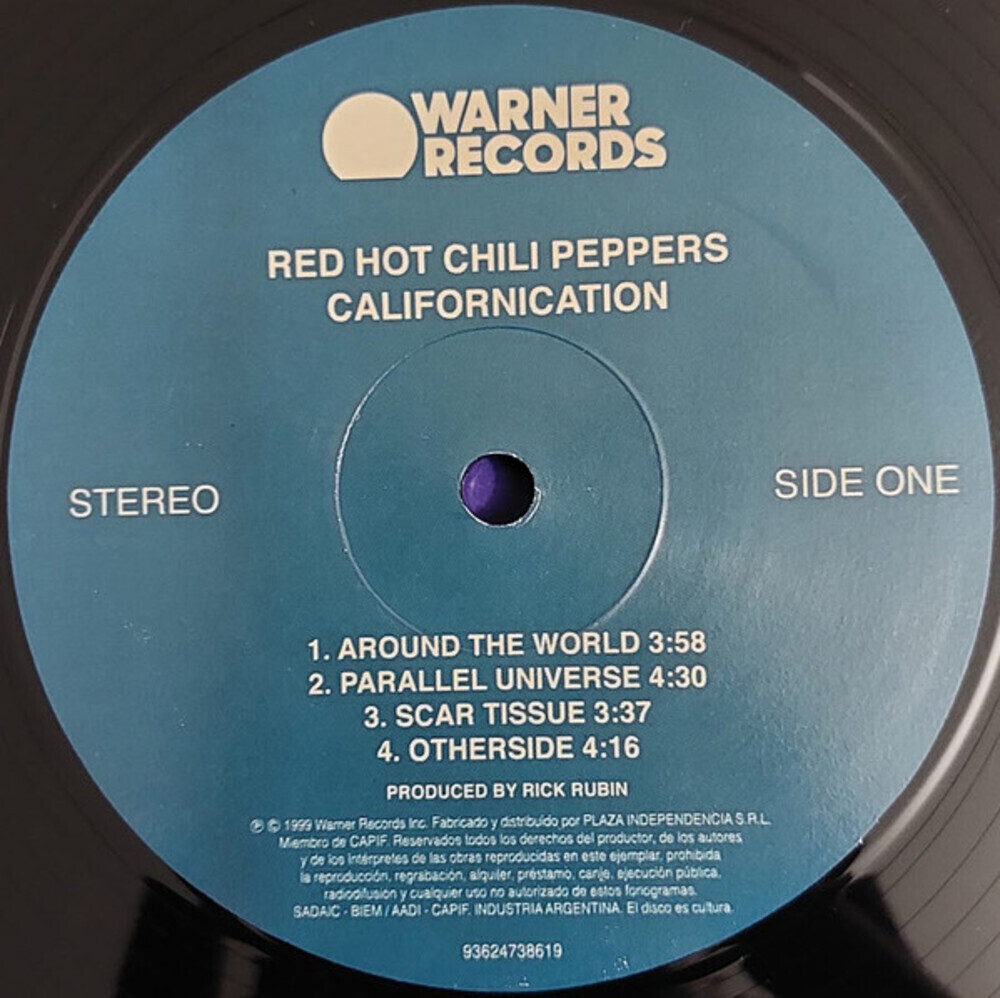 WARNER
RECORDS
RED HOT CHILI PEPPERS
CALIFORNICATION
STEREO
SIDE ONE
1. AROUND THE WORLD 3:58
2. PARALLEL UNIVERSE 4:30
3. SCAR TISSUE 3:37
4. OTHERSIDE 4:16
PRODUCED BY RICK RUBIN
℗ © 1999 Warner Records Inc. Fabricado y distribuido por PLAZA INDEPENDENCIA S.R.L.
Miembro de CAPIF. Reservados todos los derechos del productor, de los autores
y de los intérpretes de las obras reproducidas en este ejemplar, prohibida
la reproducción, regrabación, alquiler, préstamo, canje, ejecución pública,
radiodifusión y cualquier uso no autorizado de estos fonogramas.
SADAIC - BIEM / AADI - CAPIF. INDUSTRIA ARGENTINA. El disco es cultura.
93624738619